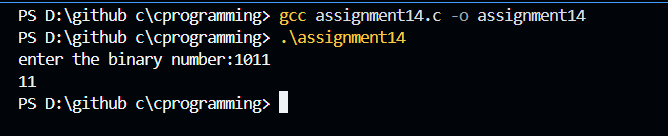 PS D:\github c\cprogramming> gcc assignment14.c -o assignment14
PS D:\github c\cprogramming> .\assignment14
enter the binary number:1011
11
PS D:\github c\cprogramming>